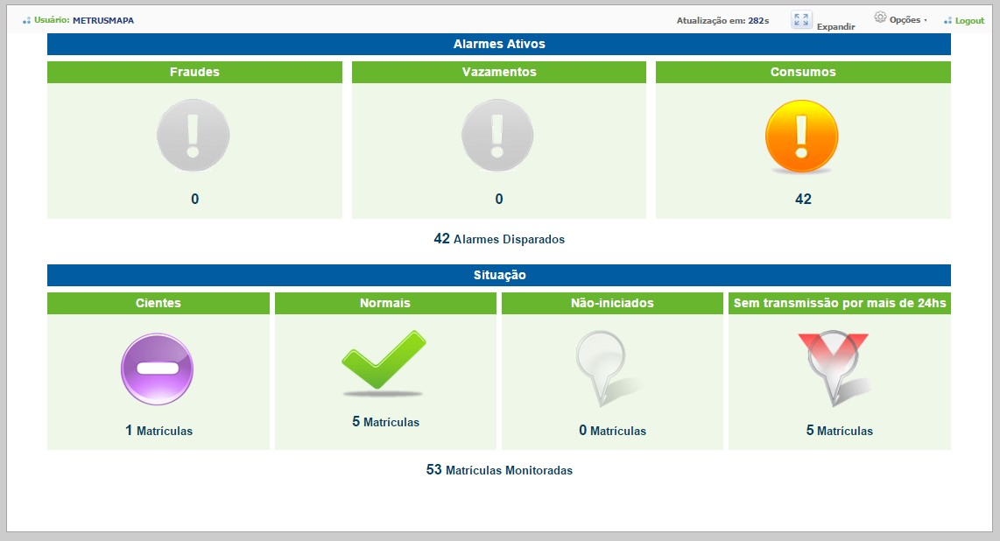 Usuário: METRUSMAPA
Atualização em: 282s
Expandir
Opções
Logout
Alarmes Ativos
Fraudes
Vazamentos
Consumos
0
0
42
42 Alarmes Disparados
Situação
Cientes
Normais
Não-iniciados
Sem transmissão por mais de 24hs
1 Matrículas
5 Matrículas
0 Matrículas
5 Matrículas
53 Matrículas Monitoradas